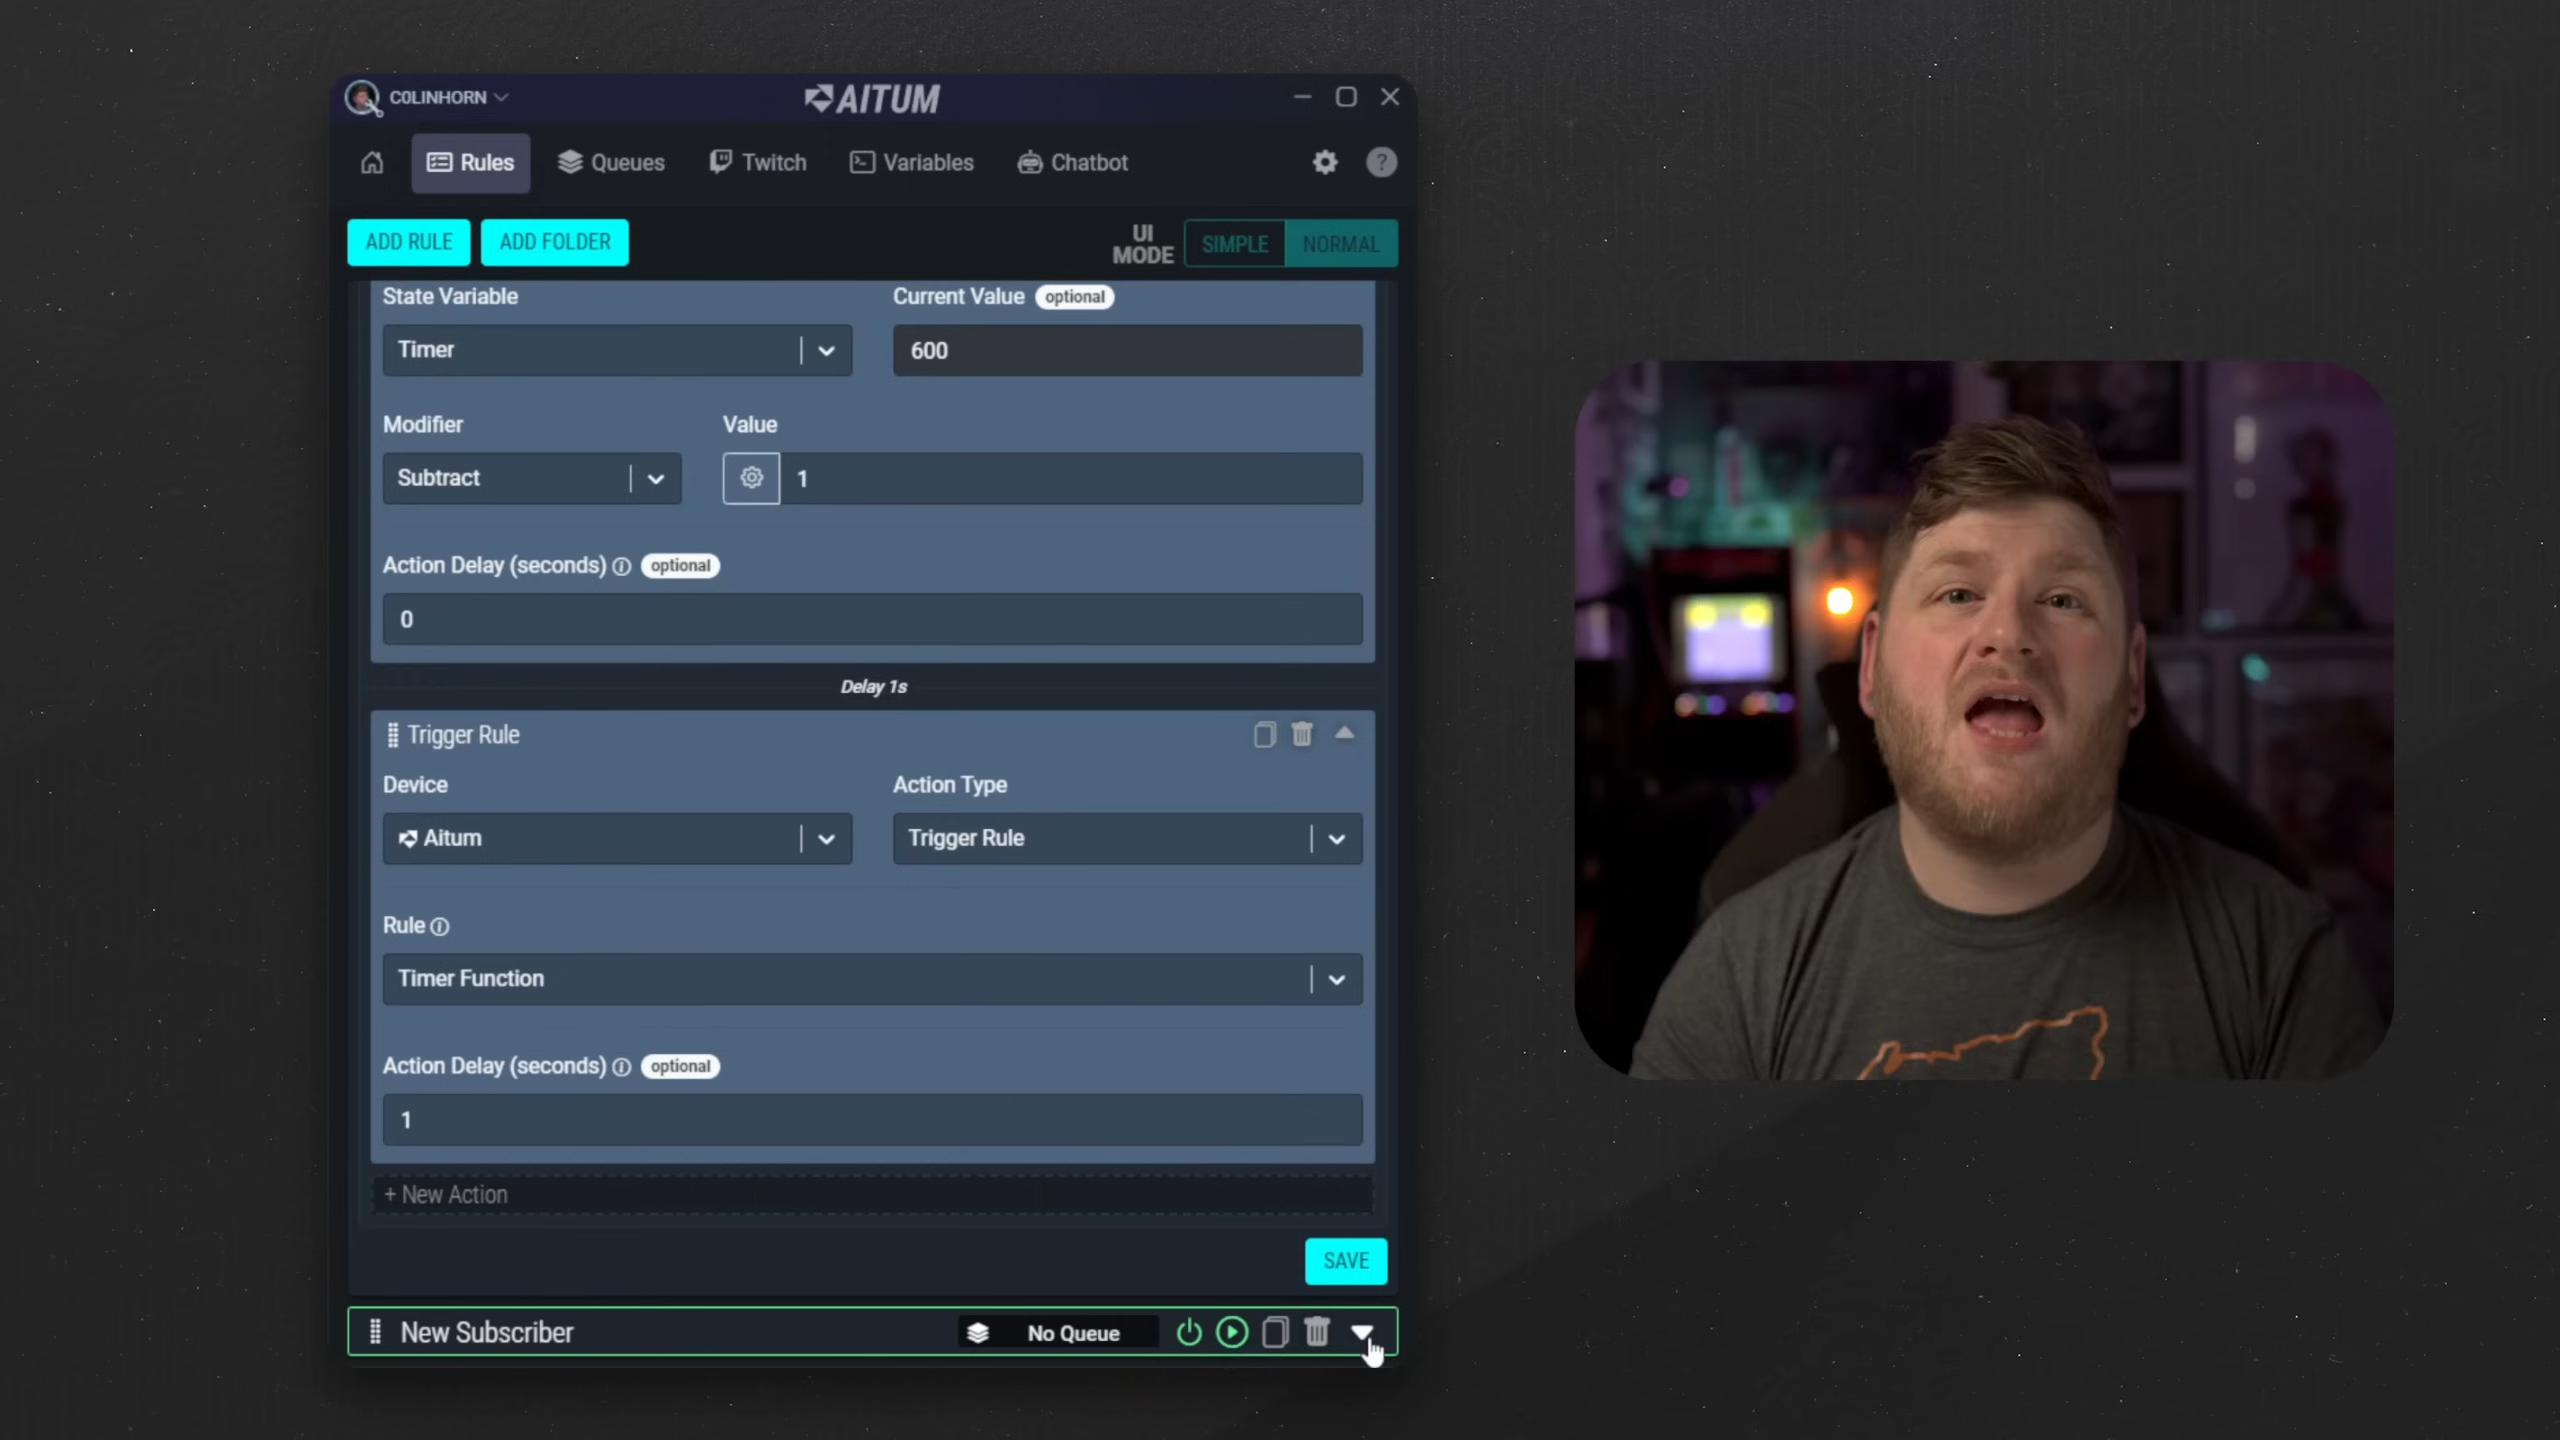 C0LINHORN
AITUM
Rules
Queues
Twitch
Variables
Chatbot
?
ADD RULE
ADD FOLDER
UI MODE
SIMPLE
NORMAL
State Variable
Current Value optional
Timer
600
Modifier
Value
Subtract
1
Action Delay (seconds) optional
0
Delay 1s
Trigger Rule
Device
Action Type
Aitum
Trigger Rule
Rule
Timer Function
Action Delay (seconds) optional
1
+ New Action
SAVE
New Subscriber
No Queue